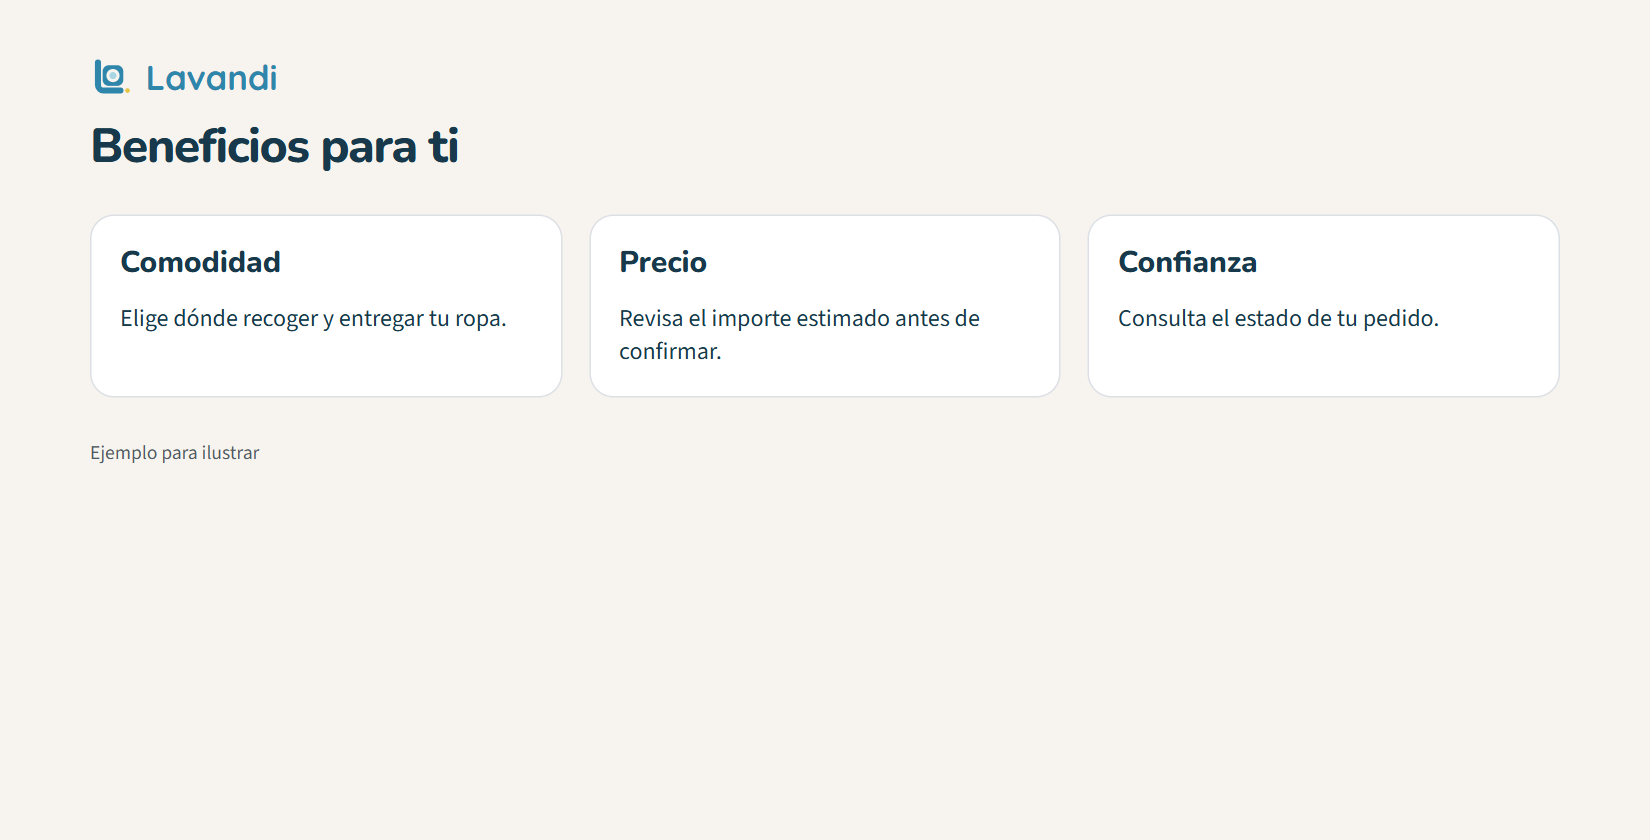 Lavandi
Beneficios para ti
Comodidad
Elige dónde recoger y entregar tu ropa.
Precio
Revisa el importe estimado antes de
confirmar.
Confianza
Consulta el estado de tu pedido.
Ejemplo para ilustrar